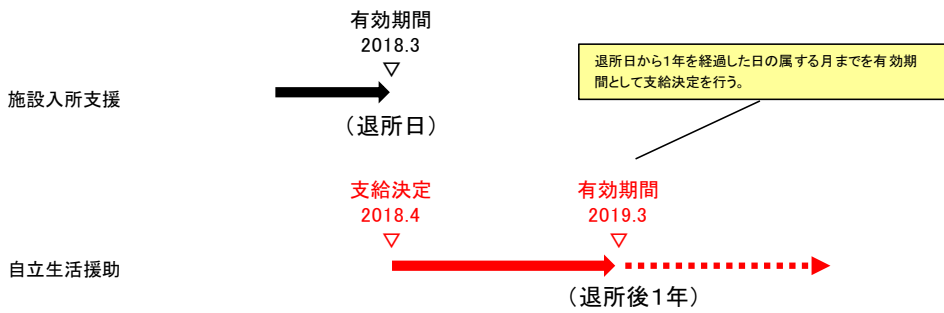 有効期間
2018.3
▽
退所日から1年を経過した日の属する月までを有効期
間として支給決定を行う。
施設入所支援
（退所日）
支給決定
2018.4
▽
有効期間
2019.3
▽
自立生活援助
（退所後1年）